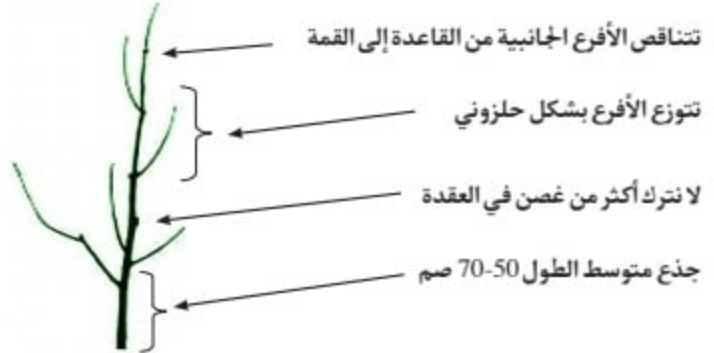 تتناقص الأفرع الجانبية من القاعدة إلى القمة
تتوزع الأفرع بشكل حلزوني
لا نترك أكثر من غصن في العقدة
جذع متوسط الطول 50-70 صم